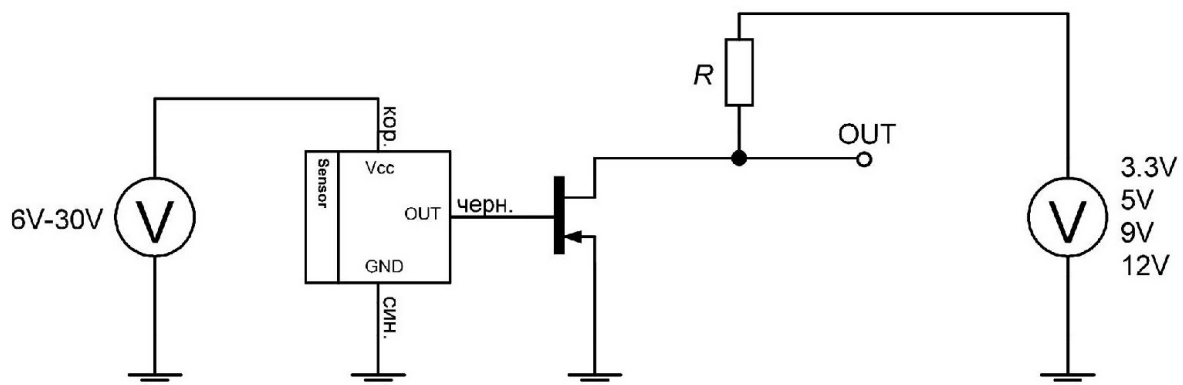 6V-30V
V
кор.
Sensor
Vcc
OUT
GND
черн.
син.
R
OUT
V
3.3V
5V
9V
12V